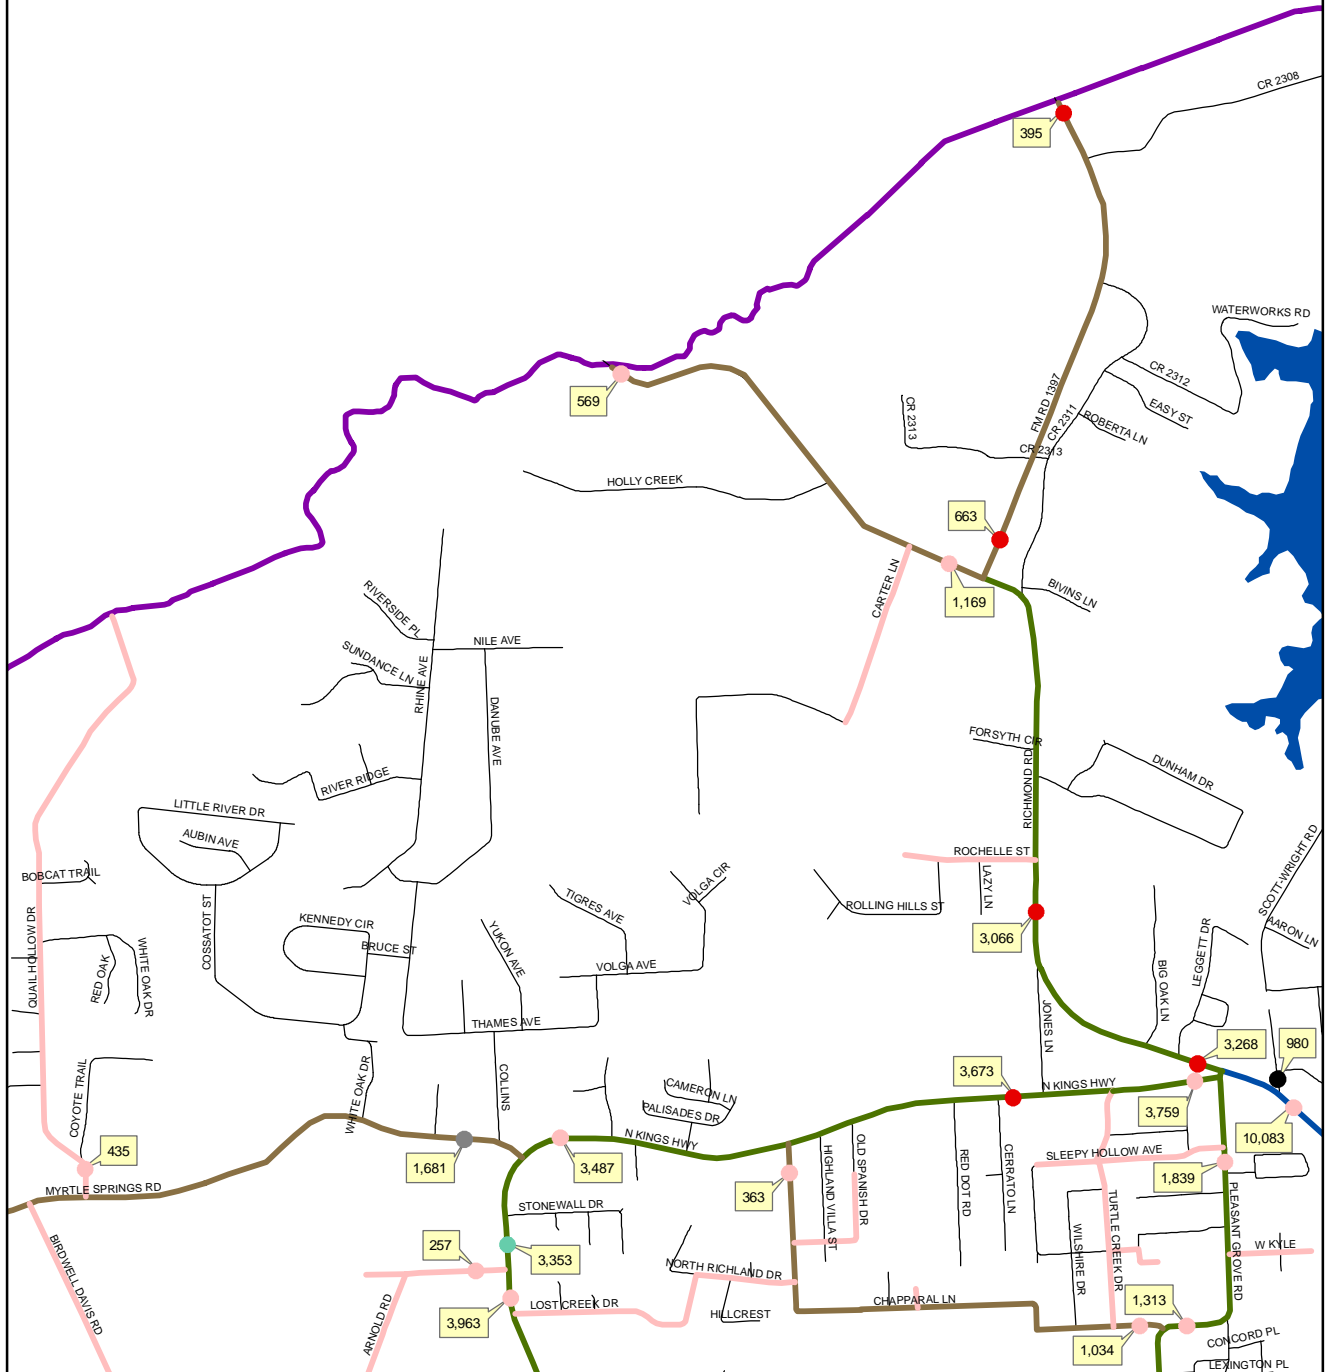 CR 2308
395
WATERWORKS RD
CR 2312
569
FM RD 1397
EASY ST
CR 2313
CR 2311
ROBERTA LN
CR 2313
HOLLY CREEK
663
CARTER LN
1,169
BIVINS LN
RIVERSIDE PL
NILE AVE
SUNDANCE LN
RHINE AVE
DANUBE AVE
FORSYTH CIR
RICHMOND RD
DUNHAM DR
RIVER RIDGE
LITTLE RIVER DR
AUBIN AVE
SCOTT-WRIGHT RD
ROCHELLE ST
BOBCAT TRAIL
LAZY LN
VOLGA CIR
TIGRES AVE
ROLLING HILLS ST
QUAIL HOLLOW DR
COSSATOT ST
KENNEDY CIR
BRUCE ST
YUKON AVE
3,066
AARON LN
LEGGETT DR
RED OAK
WHITE OAK DR
VOLGA AVE
BIG OAK LN
THAMES AVE
JONES LN
3,268
980
COYOTE TRAIL
WHITE OAK DR
COLLINS
3,673
N KINGS HWY
CAMERON LN
PALISADES DR
3,759
10,083
N KINGS HWY
435
1,681
3,487
SLEEPY HOLLOW AVE
MYRTLE SPRINGS RD
363
HIGHLAND VILLA ST
OLD SPANISH DR
RED DOT RD
CERRATO LN
1,839
STONEWALL DR
WILSHIRE DR
TURTLE CREEK DR
PLEASANT GROVE RD
BIRDWELL DAVIS RD
257
3,353
W KYLE
NORTH RICHLAND DR
ARNOLD RD
LOST CREEK DR
HILLCREST
CHAPPARAL LN
1,313
3,963
1,034
CONCORD PL
LEXINGTON PL